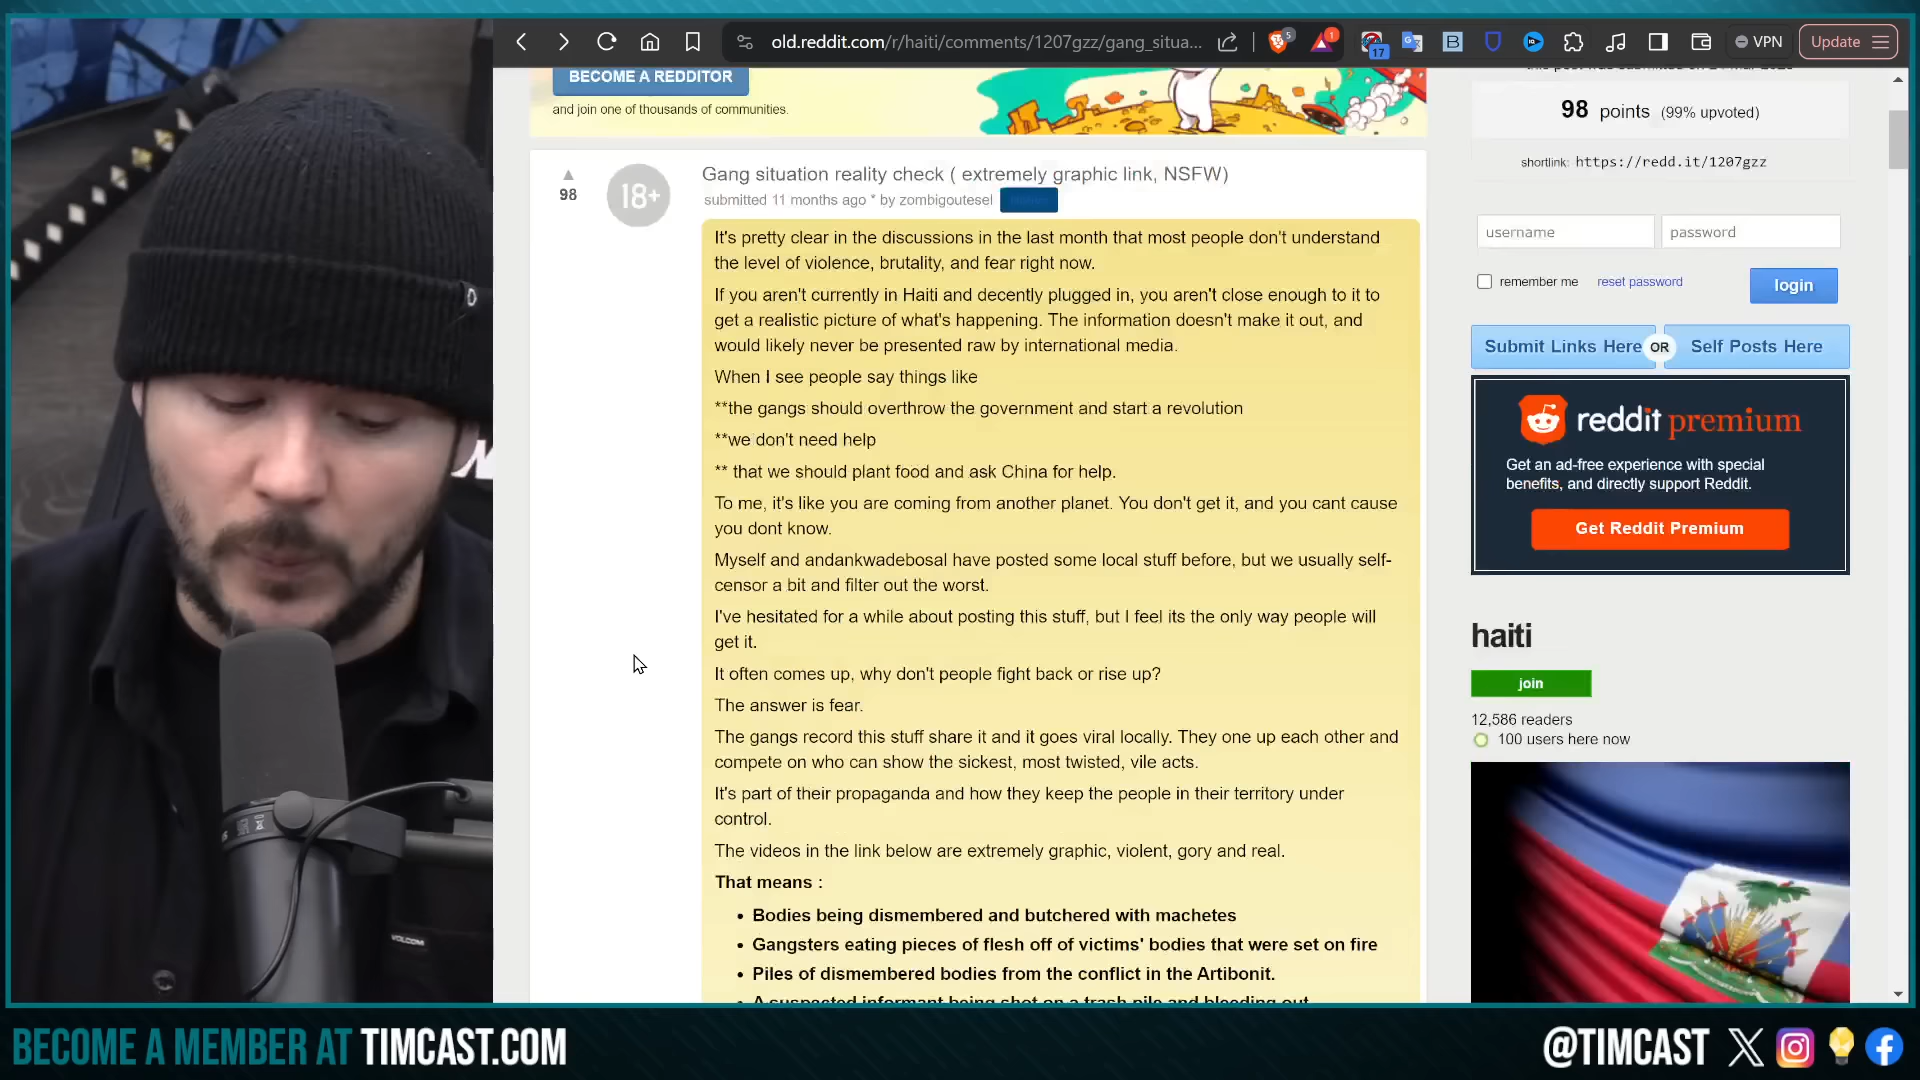 old.reddit.com/r/haiti/comments/1207gzz/gang_situa...
5
1
17
VPN
Update
BECOME A REDDITOR
and join one of thousands of communities.
98 points (99% upvoted)
shortlink: https://redd.it/1207gzz
username
password
remember me
reset password
login
Submit Links Here
OR
Self Posts Here
reddit premium
Get an ad-free experience with special
benefits, and directly support Reddit.
Get Reddit Premium
haiti
join
12,586 readers
100 users here now
98
18+
Gang situation reality check ( extremely graphic link, NSFW)
submitted 11 months ago * by zombigoutesel
It's pretty clear in the discussions in the last month that most people don't understand
the level of violence, brutality, and fear right now.
If you aren't currently in Haiti and decently plugged in, you aren't close enough to it to
get a realistic picture of what's happening. The information doesn't make it out, and
would likely never be presented raw by international media.
When I see people say things like
**the gangs should overthrow the government and start a revolution
**we don't need help
** that we should plant food and ask China for help.
To me, it's like you are coming from another planet. You don't get it, and you cant cause
you dont know.
Myself and andankwadebosal have posted some local stuff before, but we usually self-
censor a bit and filter out the worst.
I've hesitated for a while about posting this stuff, but I feel its the only way people will
get it.
It often comes up, why don't people fight back or rise up?
The answer is fear.
The gangs record this stuff share it and it goes viral locally. They one up each other and
compete on who can show the sickest, most twisted, vile acts.
It's part of their propaganda and how they keep the people in their territory under
control.
The videos in the link below are extremely graphic, violent, gory and real.
That means :
• Bodies being dismembered and butchered with machetes
• Gangsters eating pieces of flesh off of victims' bodies that were set on fire
• Piles of dismembered bodies from the conflict in the Artibonit.
• A suspected informant being shot on a trash pile and bleeding out
VOLCOM
BECOME A MEMBER AT TIMCAST.COM
@TIMCAST